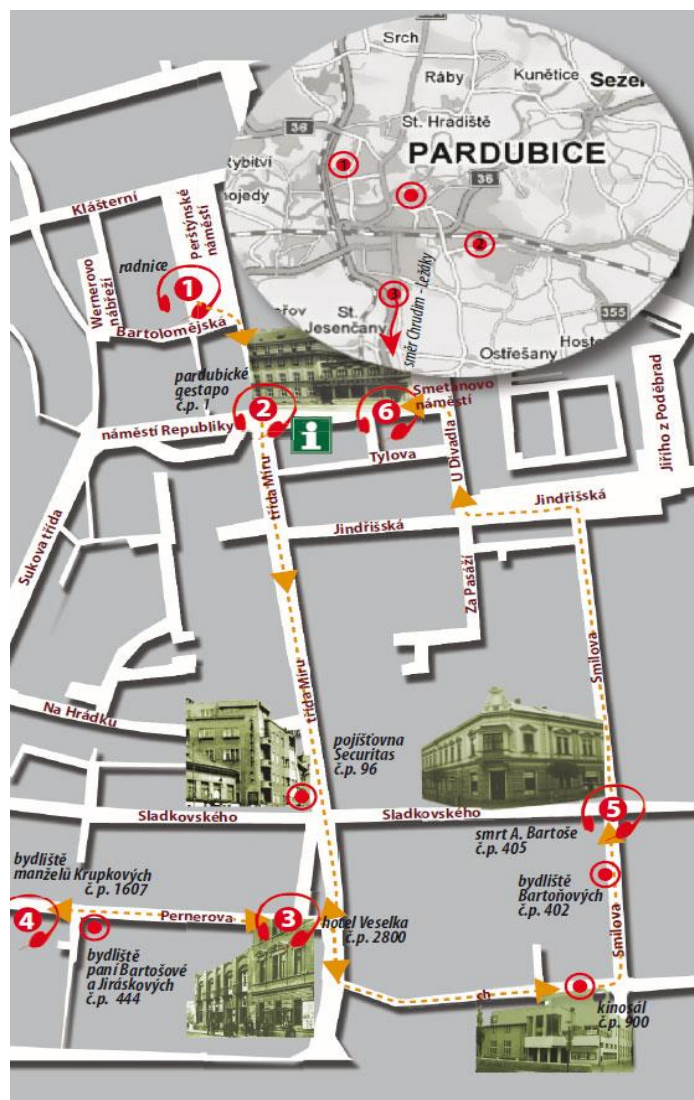 Srch
Ráby
Kunětice
Sezem
36
St. Hradiště
PARDUBICE
Rybitví
1
36
nojedy
2
3
St.
Jesenčany
směr Chrudim - Ležáky
355
Ostřešany
Klášterní
Perštýnské
náměstí
Wernerovo
nábřeží
radnice
1
Bartolomějská
pardubické
gestapo
č.p. 1
2
6
Smetanovo
náměstí
i
náměstí Republiky
Tylova
U Divadla
Jiřího z Poděbrad
třída Míru
Jindřišská
Jindřišská
Sukova třída
Za Pasáží
Smilova
třída Míru
Na Hrádku
pojíšťovna
Securitas
č.p. 96
Sladkovského
Sladkovského
5
smrt A. Bartoše
č.p. 405
bydliště
manželů Krupkových
č.p. 1607
bydliště
Bartoňových
č.p. 402
4
Pernerova
3
hotel Veselka
č.p. 2800
Smilova
bydliště
paní Bartošové
a Jiráskových
č.p. 444
ch
kinosál
č.p. 900